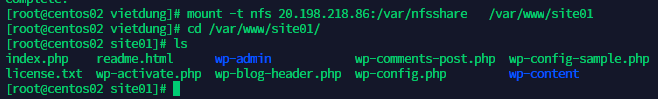 [root@centos02 vietdung]# mount -t nfs 20.198.218.86:/var/nfsshare   /var/www/site01
[root@centos02 vietdung]# cd /var/www/site01/
[root@centos02 site01]# ls
index.php    readme.html      wp-admin            wp-comments-post.php  wp-config-sample.php
license.txt  wp-activate.php  wp-blog-header.php  wp-config.php         wp-content
[root@centos02 site01]#